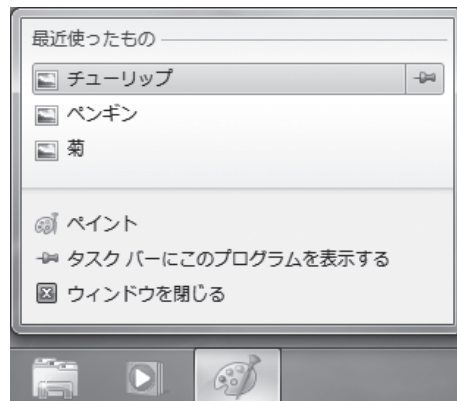 最近使ったもの
チューリップ
ペンギン
菊
ペイント
タスク バーにこのプログラムを表示する
ウィンドウを閉じる